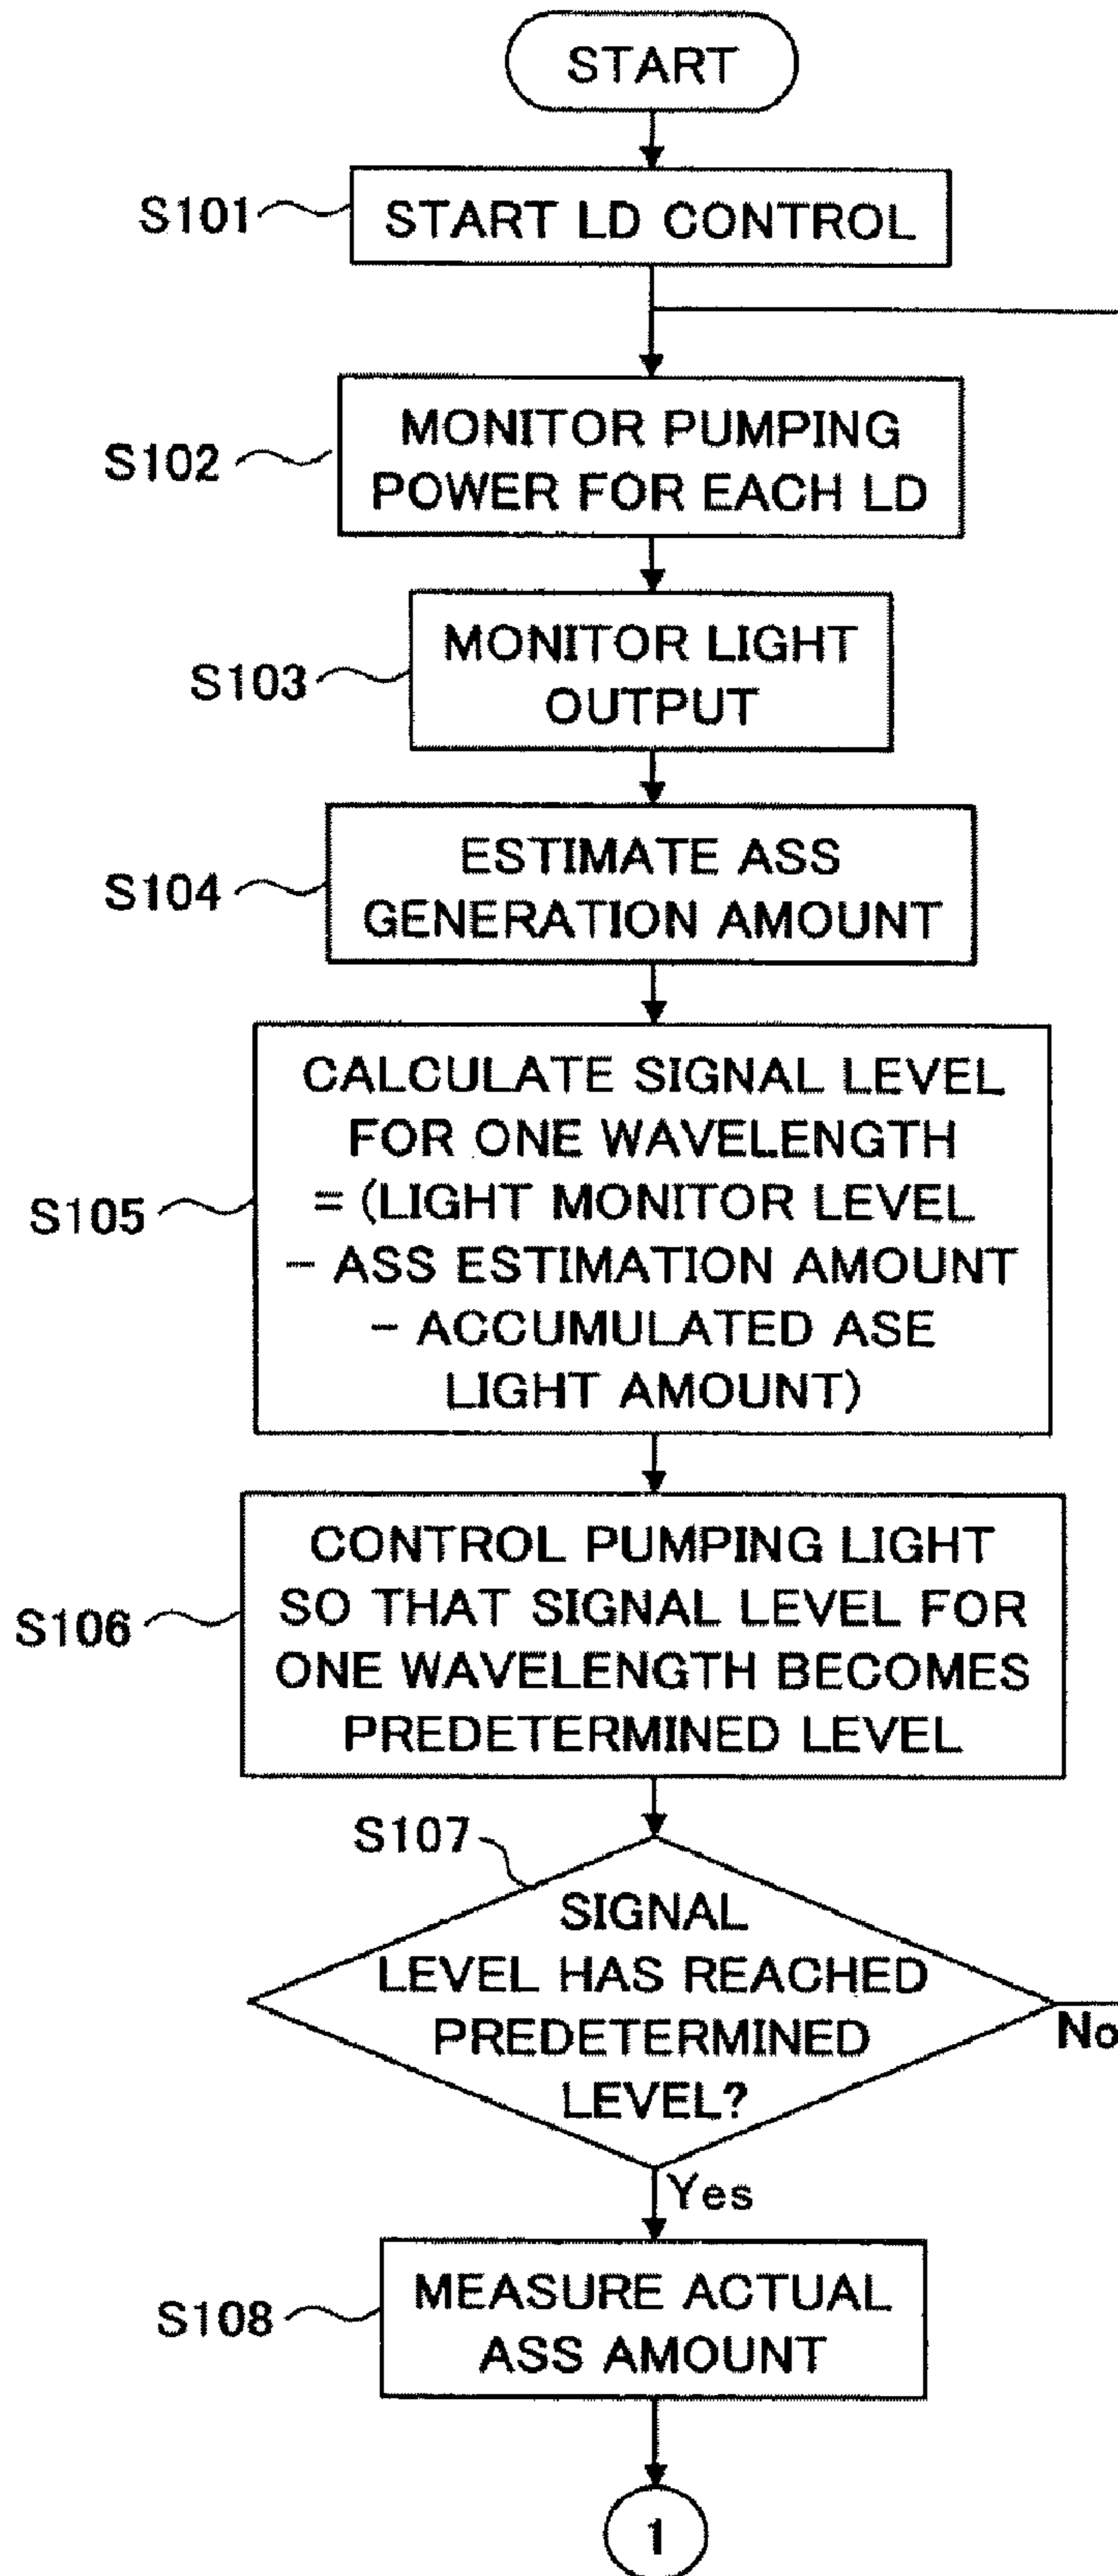 START
S101
START LD CONTROL
S102
MONITOR PUMPING
POWER FOR EACH LD
S103
MONITOR LIGHT
OUTPUT
S104
ESTIMATE ASS
GENERATION AMOUNT
S105
CALCULATE SIGNAL LEVEL
FOR ONE WAVELENGTH
= (LIGHT MONITOR LEVEL
- ASS ESTIMATION AMOUNT
- ACCUMULATED ASE
LIGHT AMOUNT)
S106
CONTROL PUMPING LIGHT
SO THAT SIGNAL LEVEL FOR
ONE WAVELENGTH BECOMES
PREDETERMINED LEVEL
S107
SIGNAL
LEVEL HAS REACHED
PREDETERMINED
LEVEL?
No
Yes
S108
MEASURE ACTUAL
ASS AMOUNT
1